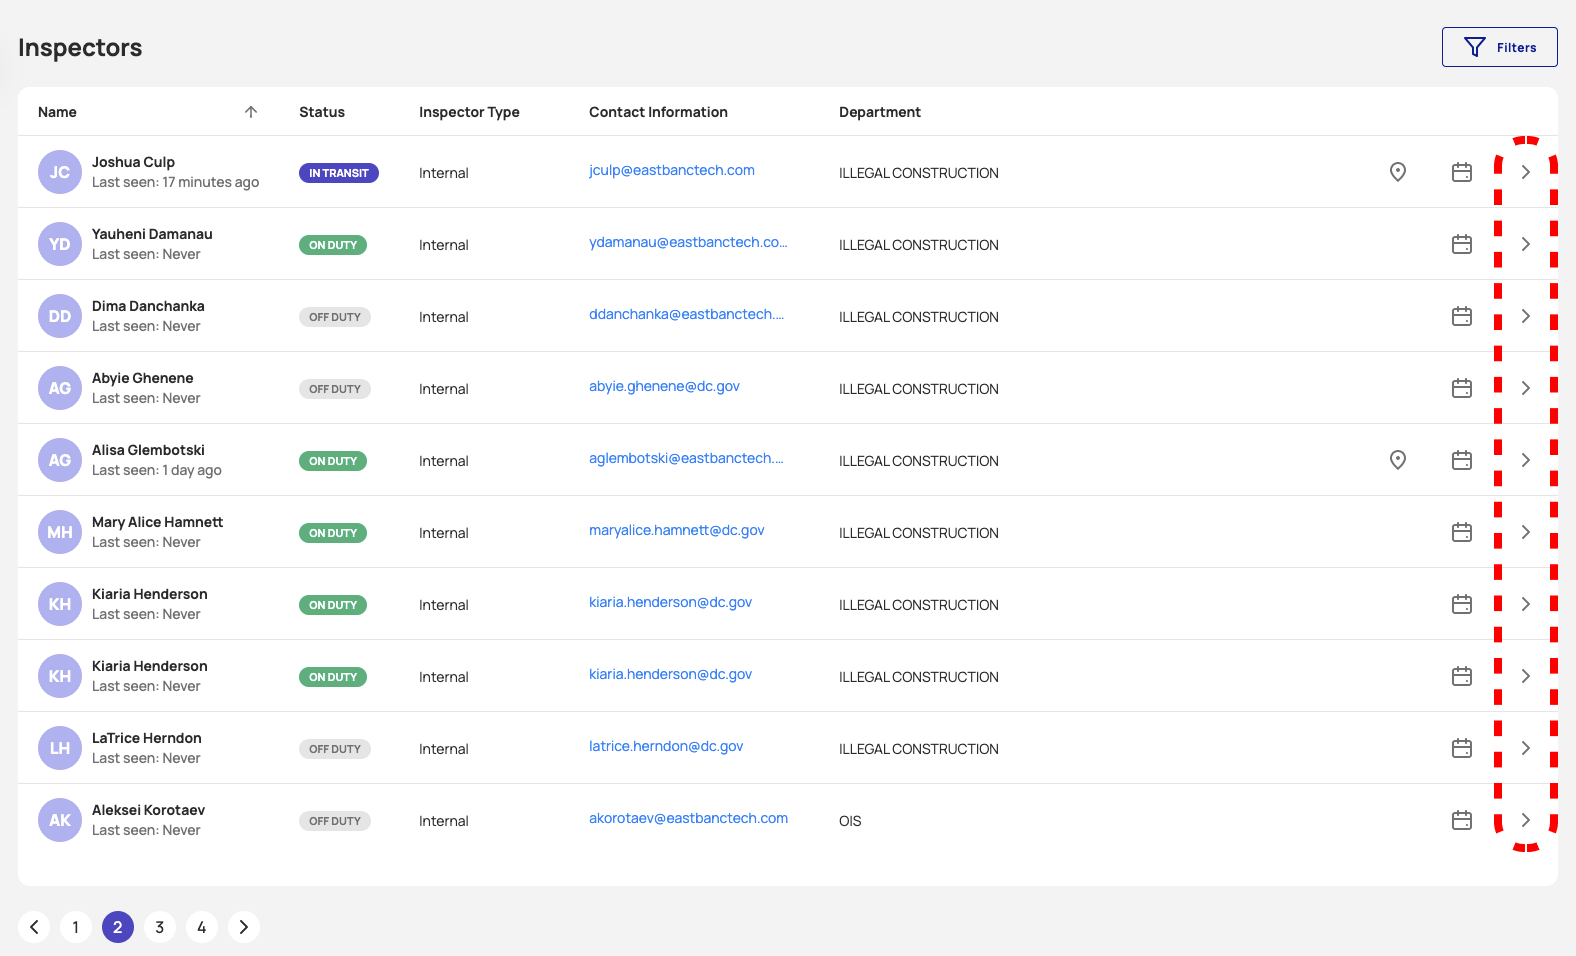 Inspectors
Filters
Name Status Inspector Type Contact Information Department
JC Joshua Culp
Last seen: 17 minutes ago
IN TRANSIT Internal jculp@eastbanctech.com ILLEGAL CONSTRUCTION
YD Yauheni Damanau
Last seen: Never
ON DUTY Internal ydamanau@eastbanctech.co... ILLEGAL CONSTRUCTION
DD Dima Danchanka
Last seen: Never
OFF DUTY Internal ddanchanka@eastbanctech.... ILLEGAL CONSTRUCTION
AG Abyie Ghenene
Last seen: Never
OFF DUTY Internal abyie.ghenene@dc.gov ILLEGAL CONSTRUCTION
AG Alisa Glembotski
Last seen: 1 day ago
ON DUTY Internal aglembotski@eastbanctech.... ILLEGAL CONSTRUCTION
MH Mary Alice Hamnett
Last seen: Never
ON DUTY Internal maryalice.hamnett@dc.gov ILLEGAL CONSTRUCTION
KH Kiaria Henderson
Last seen: Never
ON DUTY Internal kiaria.henderson@dc.gov ILLEGAL CONSTRUCTION
KH Kiaria Henderson
Last seen: Never
ON DUTY Internal kiaria.henderson@dc.gov ILLEGAL CONSTRUCTION
LH LaTrice Herndon
Last seen: Never
OFF DUTY Internal latrice.herndon@dc.gov ILLEGAL CONSTRUCTION
AK Aleksei Korotaev
Last seen: Never
OFF DUTY Internal akorotaev@eastbanctech.com OIS
1 2 3 4